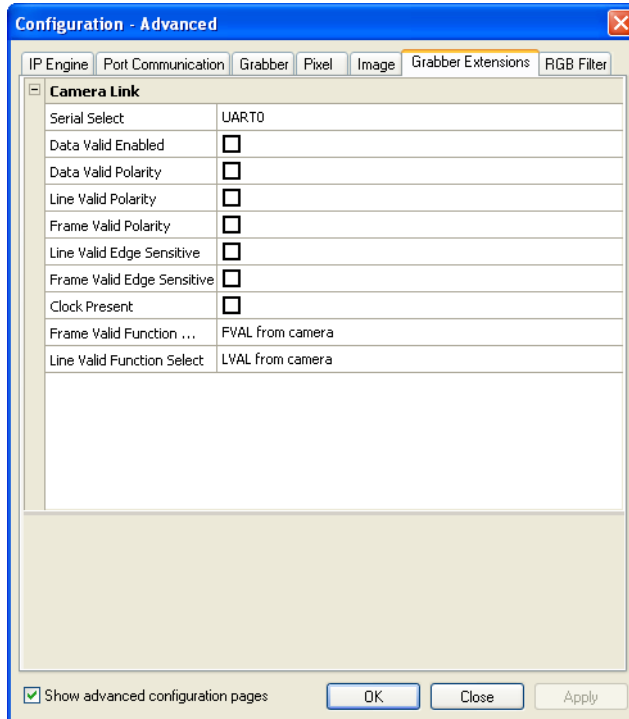 Configuration - Advanced
IP Engine Port Communication Grabber Pixel Image Grabber Extensions RGB Filter
Camera Link
Serial Select UART0
Data Valid Enabled
Data Valid Polarity
Line Valid Polarity
Frame Valid Polarity
Line Valid Edge Sensitive
Frame Valid Edge Sensitive
Clock Present
Frame Valid Function ... FVAL from camera
Line Valid Function Select LVAL from camera
Show advanced configuration pages OK Close Apply